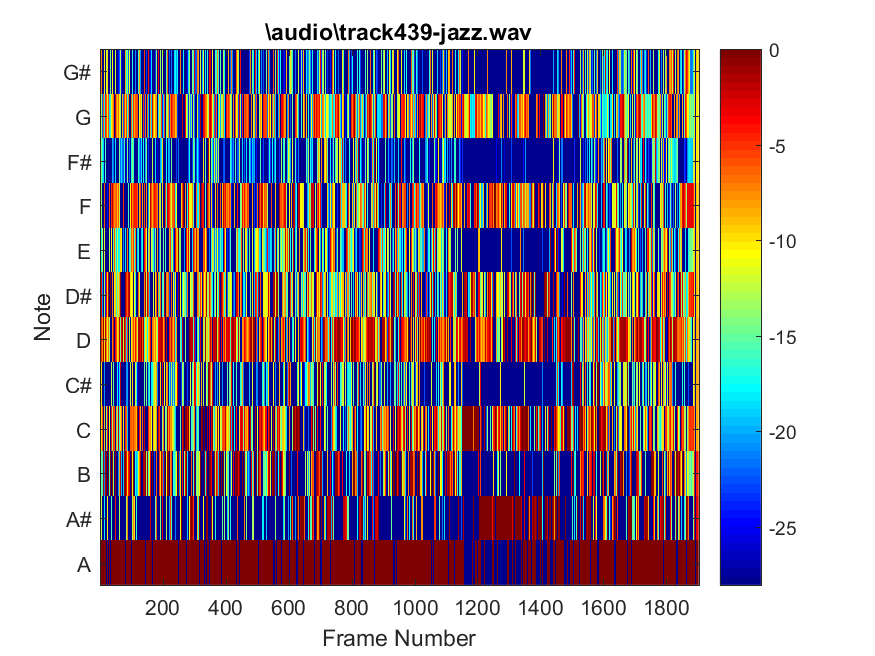 \audio\track439-jazz.wav
Note
G#
G
F#
F
E
D#
D
C#
C
B
A#
A
200 400 600 800 1000 1200 1400 1600 1800
Frame Number
0
-5
-10
-15
-20
-25